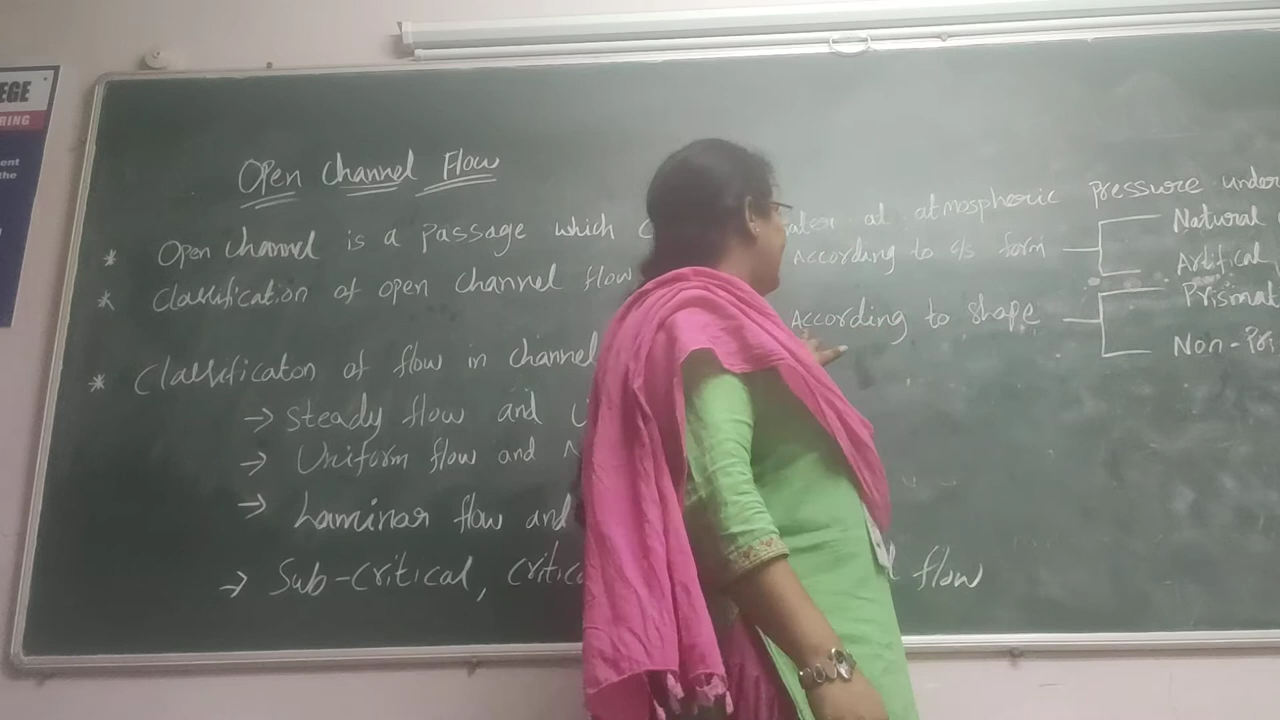 EGE
RING
ent
the
Open Channel Flow
* Open Channel is a passage which at atmospheric pressure under
* Classification of open channel flow According to c/s form Natural
Artifical
According to shape Prismat
Non-Pri
* Classificaton of flow in channel
→ Steady flow and U
→ Uniform flow and N
→ Laminar flow and
→ Sub-critical, critic flow